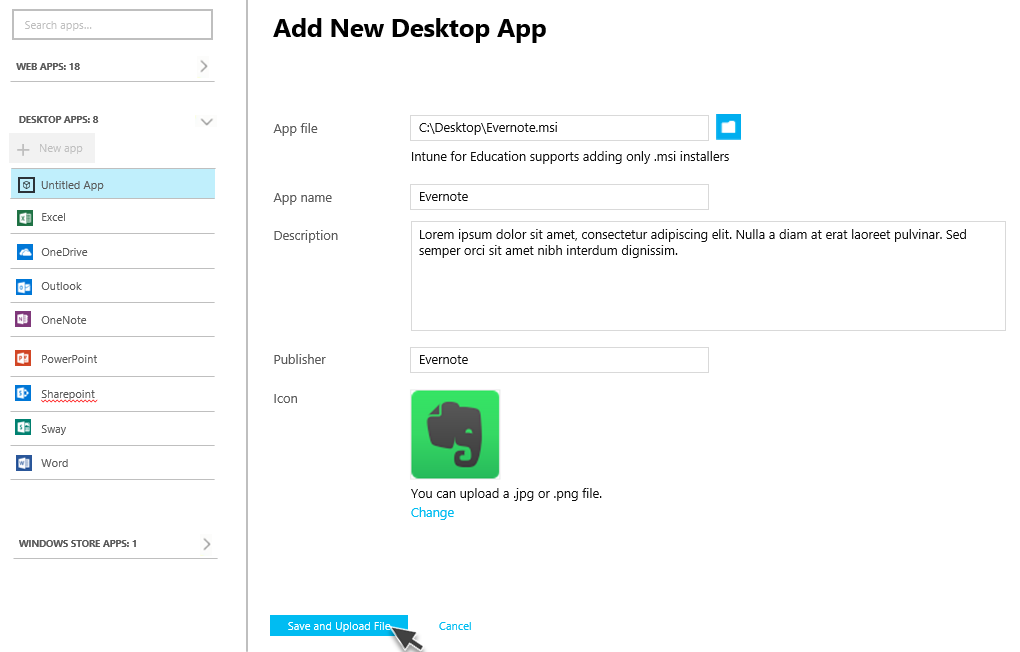 Search apps...
WEB APPS: 18
DESKTOP APPS: 8
New app
Untitled App
Excel
OneDrive
Outlook
OneNote
PowerPoint
Sharepoint
Sway
Word
WINDOWS STORE APPS: 1
Add New Desktop App
App file
C:\Desktop\Evernote.msi
Intune for Education supports adding only .msi installers
App name
Evernote
Description
Lorem ipsum dolor sit amet, consectetur adipiscing elit. Nulla a diam at erat laoreet pulvinar. Sed
semper orci sit amet nibh interdum dignissim.
Publisher
Evernote
Icon
You can upload a .jpg or .png file.
Change
Save and Upload File
Cancel